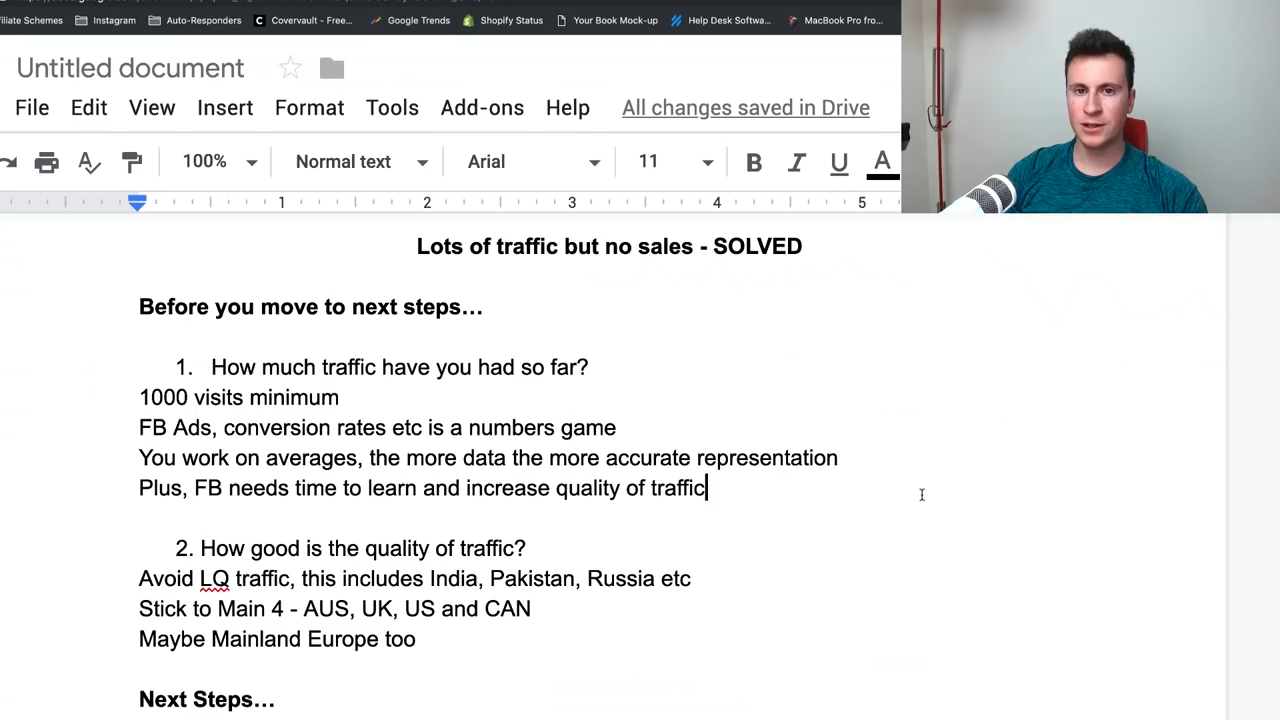 iliate Schemes Instagram Auto-Responders Covervault - Free... Google Trends Shopify Status Your Book Mock-up Help Desk Softwa... MacBook Pro fro...
Untitled document
File Edit View Insert Format Tools Add-ons Help All changes saved in Drive
100% Normal text Arial 11 B I U A
1 2 3 4 5
Lots of traffic but no sales - SOLVED
Before you move to next steps...
1. How much traffic have you had so far?
1000 visits minimum
FB Ads, conversion rates etc is a numbers game
You work on averages, the more data the more accurate representation
Plus, FB needs time to learn and increase quality of traffic
2. How good is the quality of traffic?
Avoid LQ traffic, this includes India, Pakistan, Russia etc
Stick to Main 4 - AUS, UK, US and CAN
Maybe Mainland Europe too
Next Steps...